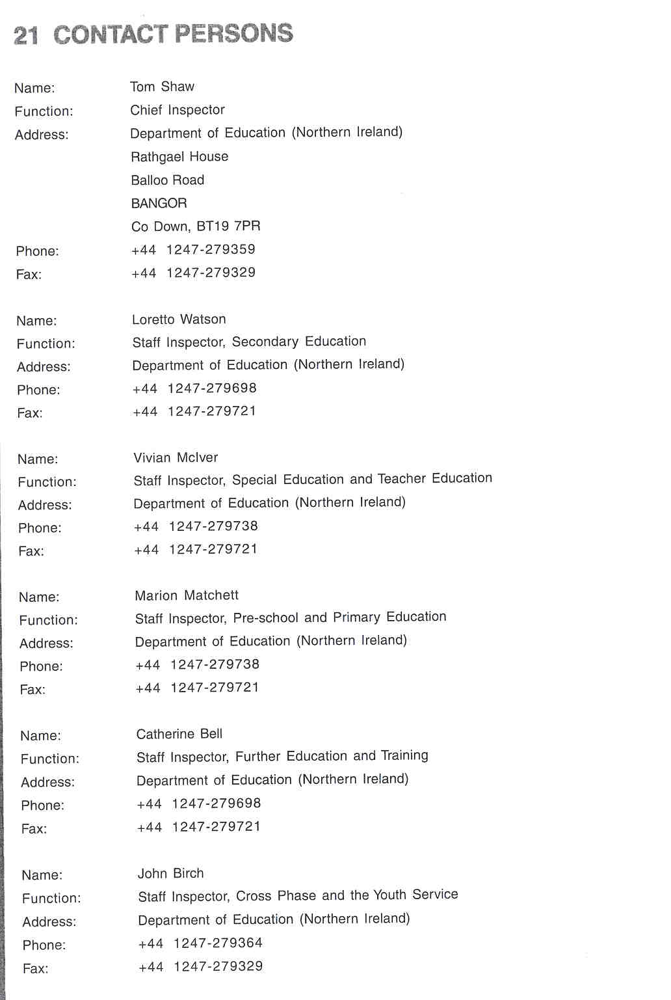 21 CONTACT PERSONS
Name: Tom Shaw
Function: Chief Inspector
Address: Department of Education (Northern Ireland)
Rathgael House
Balloo Road
BANGOR
Co Down, BT19 7PR
Phone: +44 1247-279359
Fax: +44 1247-279329
Name: Loretto Watson
Function: Staff Inspector, Secondary Education
Address: Department of Education (Northern Ireland)
Phone: +44 1247-279698
Fax: +44 1247-279721
Name: Vivian McIver
Function: Staff Inspector, Special Education and Teacher Education
Address: Department of Education (Northern Ireland)
Phone: +44 1247-279738
Fax: +44 1247-279721
Name: Marion Matchett
Function: Staff Inspector, Pre-school and Primary Education
Address: Department of Education (Northern Ireland)
Phone: +44 1247-279738
Fax: +44 1247-279721
Name: Catherine Bell
Function: Staff Inspector, Further Education and Training
Address: Department of Education (Northern Ireland)
Phone: +44 1247-279698
Fax: +44 1247-279721
Name: John Birch
Function: Staff Inspector, Cross Phase and the Youth Service
Address: Department of Education (Northern Ireland)
Phone: +44 1247-279364
Fax: +44 1247-279329